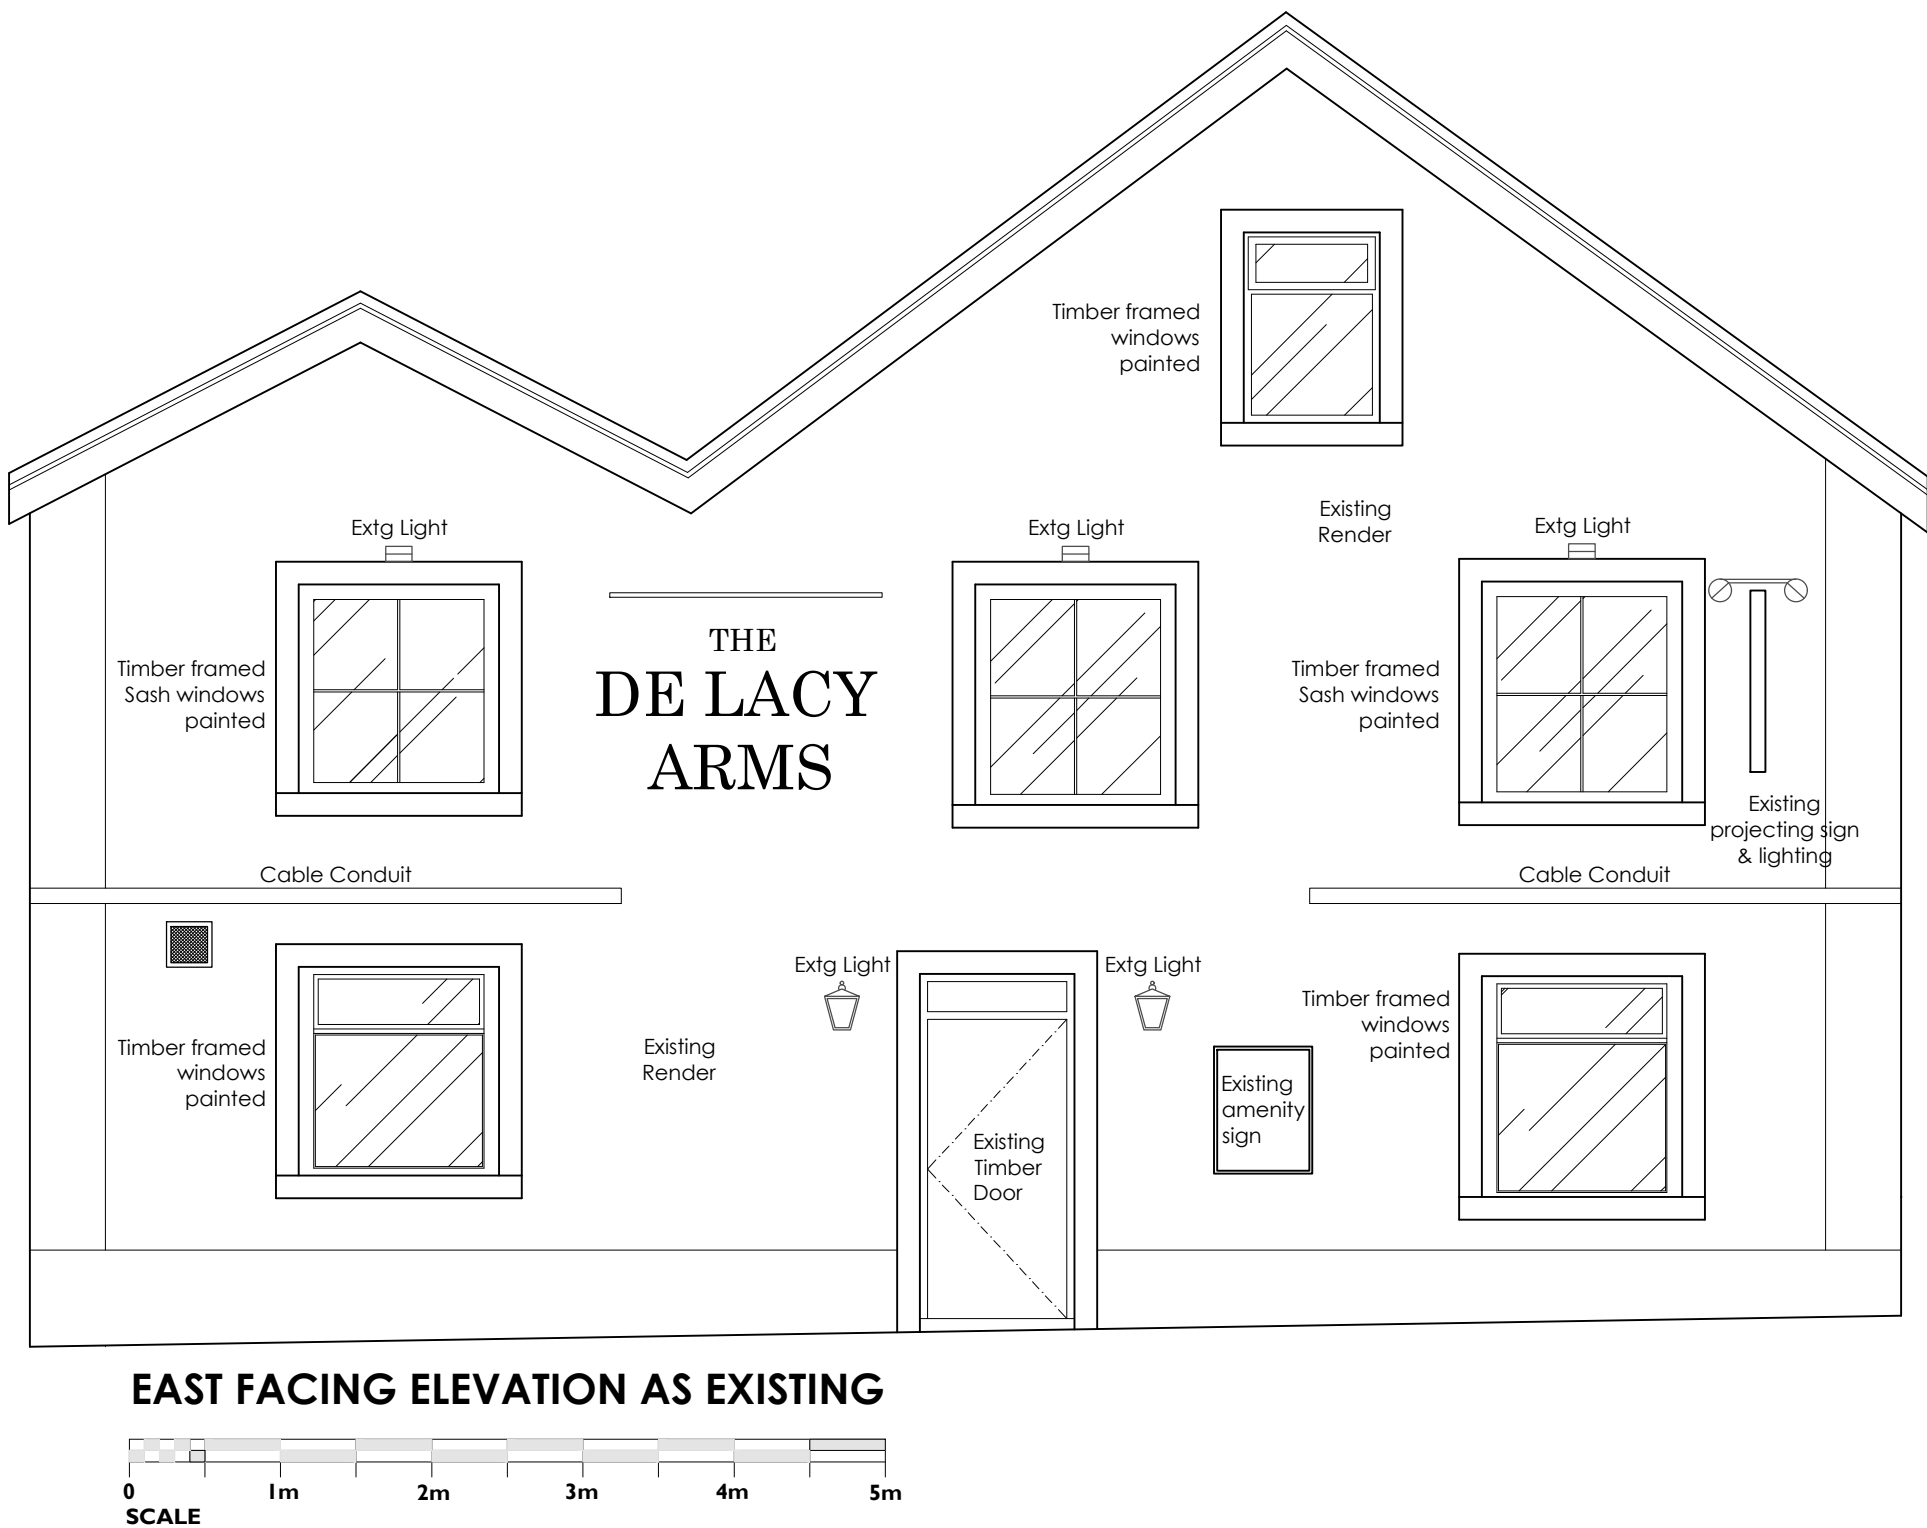 Timber framed
windows
painted
Existing
Render
Extg Light
Extg Light
Extg Light
THE
DE LACY
ARMS
Timber framed
Sash windows
painted
Timber framed
Sash windows
painted
Existing
projecting sign
& lighting
Cable Conduit
Cable Conduit
Extg Light
Extg Light
Timber framed
windows
painted
Timber framed
windows
painted
Existing
Render
Existing
amenity
sign
Existing
Timber
Door
EAST FACING ELEVATION AS EXISTING
0 1m 2m 3m 4m 5m
SCALE